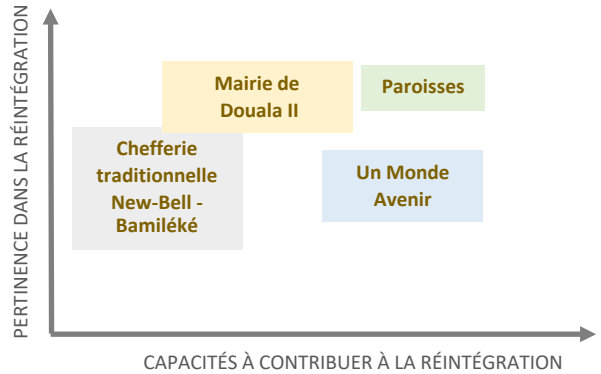 PERTINENCE DANS LA RÉINTÉGRATION
Mairie de
Douala II
Paroisses
Chefferie
traditionnelle
New-Bell -
Bamiléké
Un Monde
Avenir
CAPACITÉS À CONTRIBUER À LA RÉINTÉGRATION